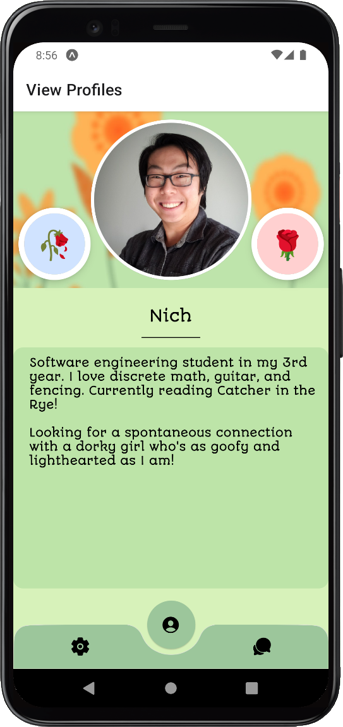 8:56
View Profiles
Nich
Software engineering student in my 3rd
year. I love discrete math, guitar, and
fencing. Currently reading Catcher in the
Rye!
Looking for a spontaneous connection
with a dorky girl who's as goofy and
lighthearted as I am!